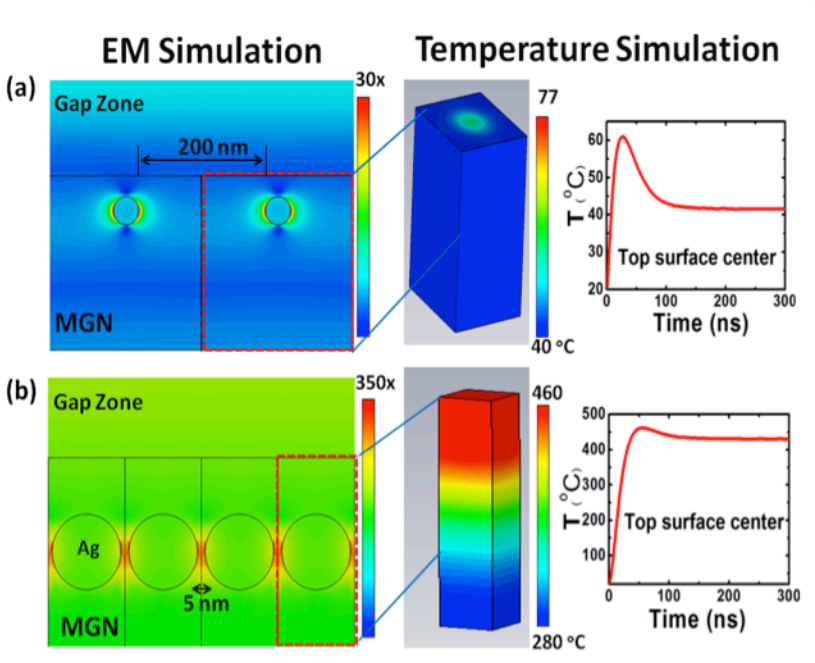 EM Simulation
Temperature Simulation
(a)
Gap Zone
200 nm
MGN
30x
77
40 °C
60
50
40
30
20
T (°C)
Top surface center
0
100
200
300
Time (ns)
(b)
Gap Zone
Ag
5 nm
MGN
350x
460
280 °C
500
400
300
200
100
T (°C)
Top surface center
0
100
200
300
Time (ns)